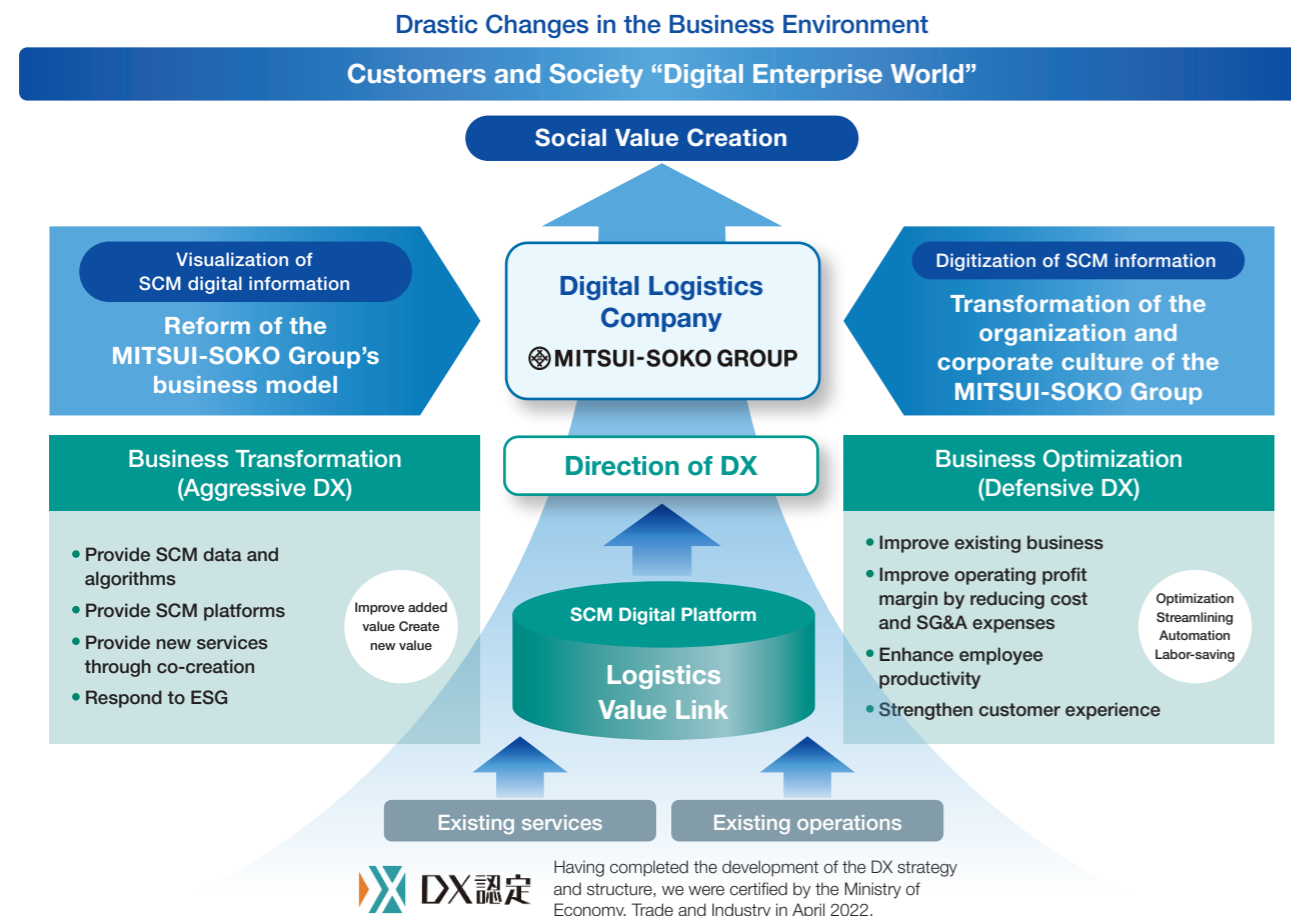 Drastic Changes in the Business Environment
Customers and Society “Digital Enterprise World”
Social Value Creation
Visualization of
SCM digital information
Reform of the
MITSUI-SOKO Group’s
business model
Digital Logistics
Company
MITSUI-SOKO GROUP
Digitization of SCM information
Transformation of the
organization and
corporate culture of the
MITSUI-SOKO Group
Business Transformation
(Aggressive DX)
• Provide SCM data and
algorithms
• Provide SCM platforms
• Provide new services
through co-creation
• Respond to ESG
Improve added
value Create
new value
Direction of DX
SCM Digital Platform
Logistics
Value Link
Business Optimization
(Defensive DX)
• Improve existing business
• Improve operating profit
margin by reducing cost
and SG&A expenses
• Enhance employee
productivity
• Strengthen customer experience
Optimization
Streamlining
Automation
Labor-saving
Existing services
Existing operations
DX認定
Having completed the development of the DX strategy
and structure, we were certified by the Ministry of
Economy, Trade and Industry in April 2022.